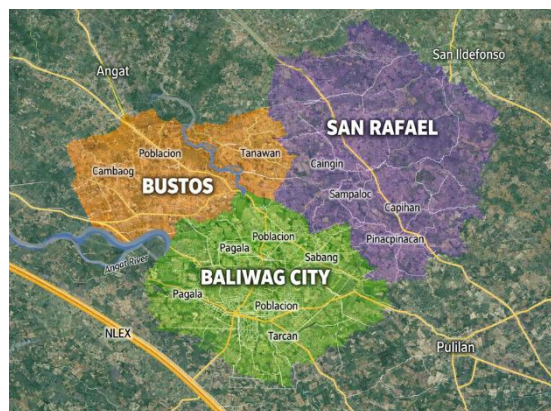 San Ildefonso
Angat
SAN RAFAEL
Poblacion
Tanawan
Cambaog
Caingin
BUSTOS
Sampaloc
Capihan
Poblacion
Pagala
Pinacpinacan
Sabang
Angat River
BALIWAG CITY
Pagala
Poblacion
NLEX
Tarcan
Pulilan